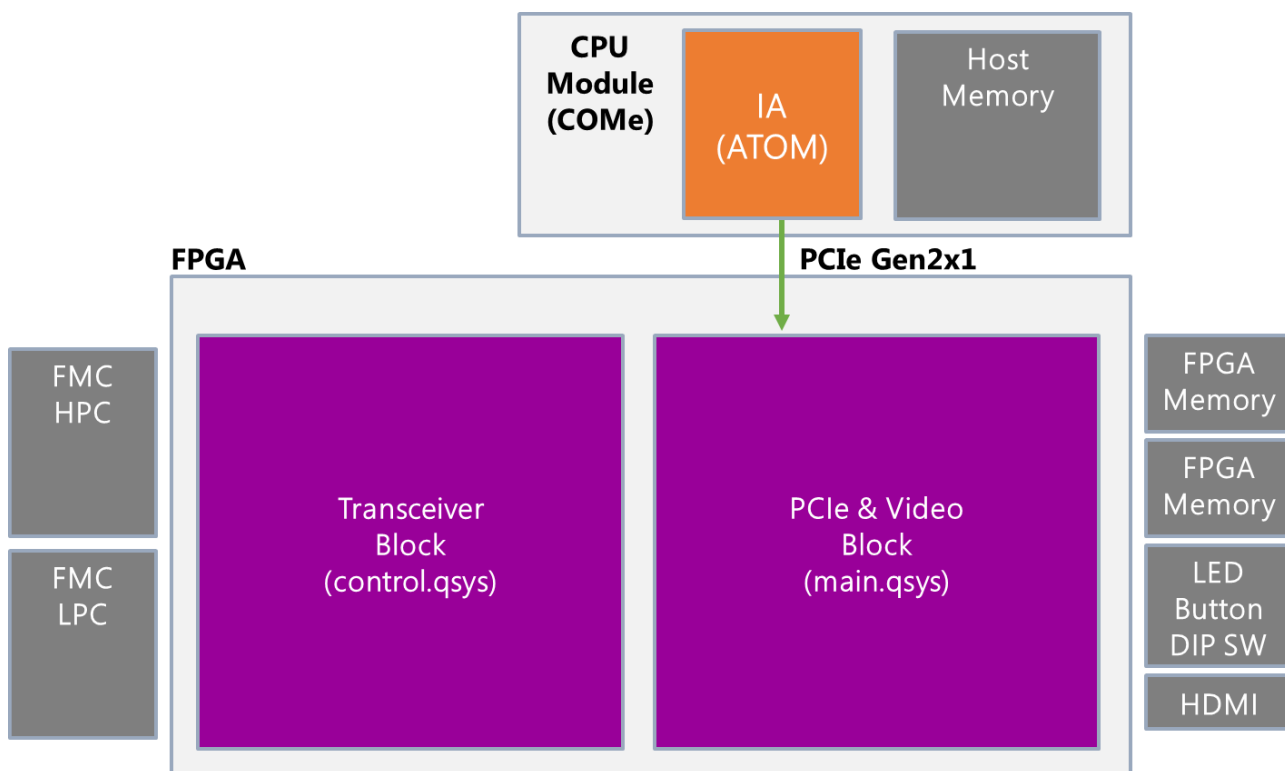 CPU
Module
(COMe)
IA
(ATOM)
Host
Memory
FPGA
PCIe Gen2x1
FMC
HPC
FMC
LPC
Transceiver
Block
(control.qsys)
PCIe & Video
Block
(main.qsys)
FPGA
Memory
FPGA
Memory
LED
Button
DIP SW
HDMI